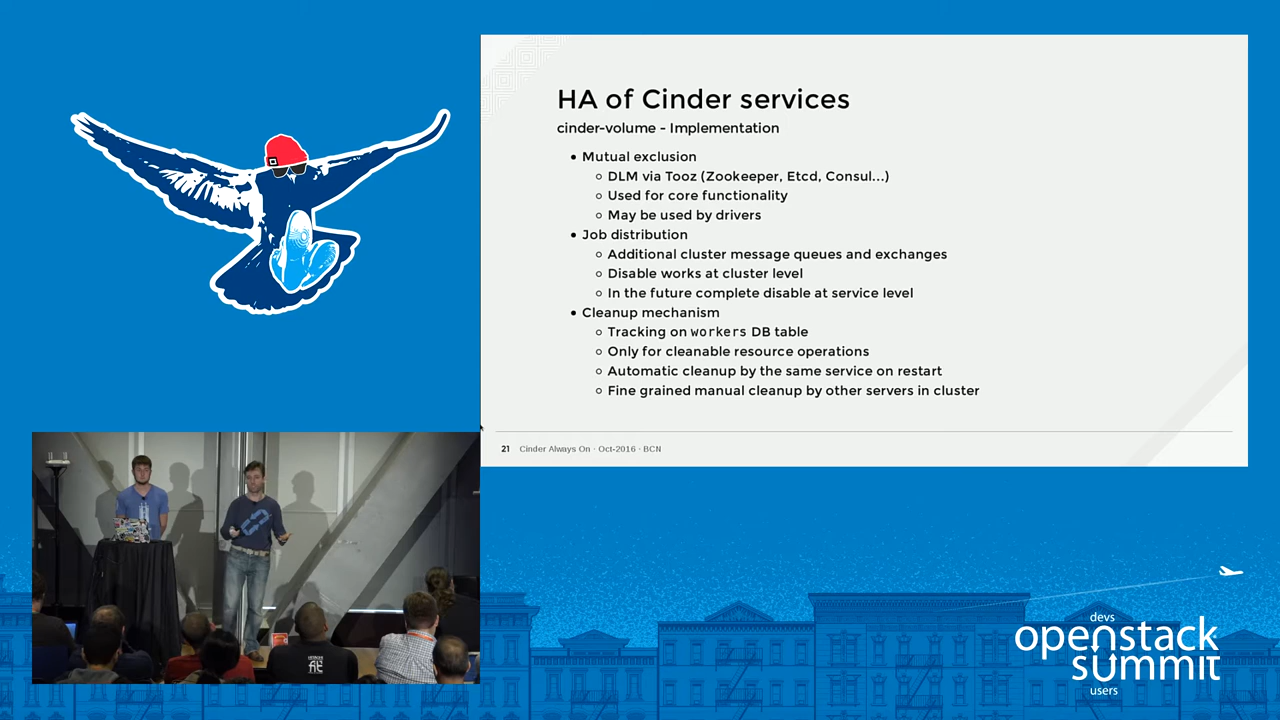 HA of Cinder services
cinder-volume - Implementation
• Mutual exclusion
○ DLM via Tooz (Zookeeper, Etcd, Consul...)
○ Used for core functionality
○ May be used by drivers
• Job distribution
○ Additional cluster message queues and exchanges
○ Disable works at cluster level
○ In the future complete disable at service level
• Cleanup mechanism
○ Tracking on workers DB table
○ Only for cleanable resource operations
○ Automatic cleanup by the same service on restart
○ Fine grained manual cleanup by other servers in cluster
21 Cinder Always On · Oct-2016 · BCN
devs
openstack
summit
users